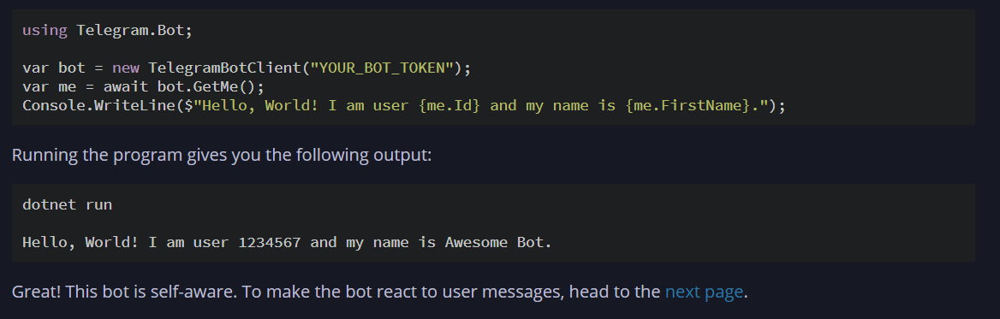 using Telegram.Bot;
var bot = new TelegramBotClient("YOUR_BOT_TOKEN");
var me = await bot.GetMe();
Console.WriteLine($"Hello, World! I am user {me.Id} and my name is {me.FirstName}.");
Running the program gives you the following output:
dotnet run
Hello, World! I am user 1234567 and my name is Awesome Bot.
Great! This bot is self-aware. To make the bot react to user messages, head to the next page.